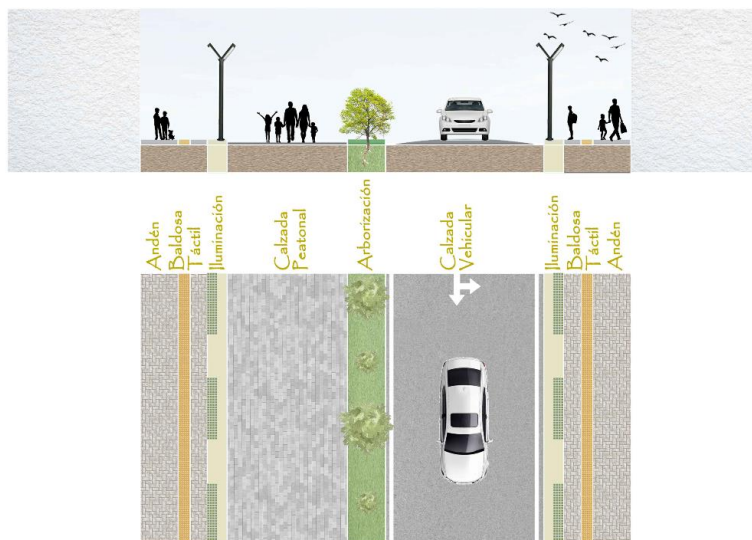 Andén
Baldosa
Táctil
Iluminación
Calzada
Peatonal
Arborización
Calzada
Vehicular
Iluminación
Baldosa
Táctil
Andén